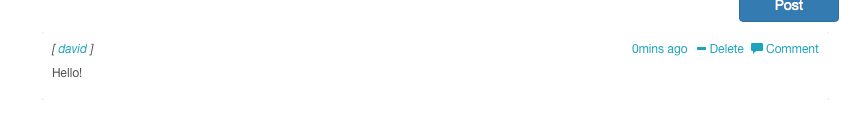 Post
[ david ] 0mins ago Delete Comment
Hello!